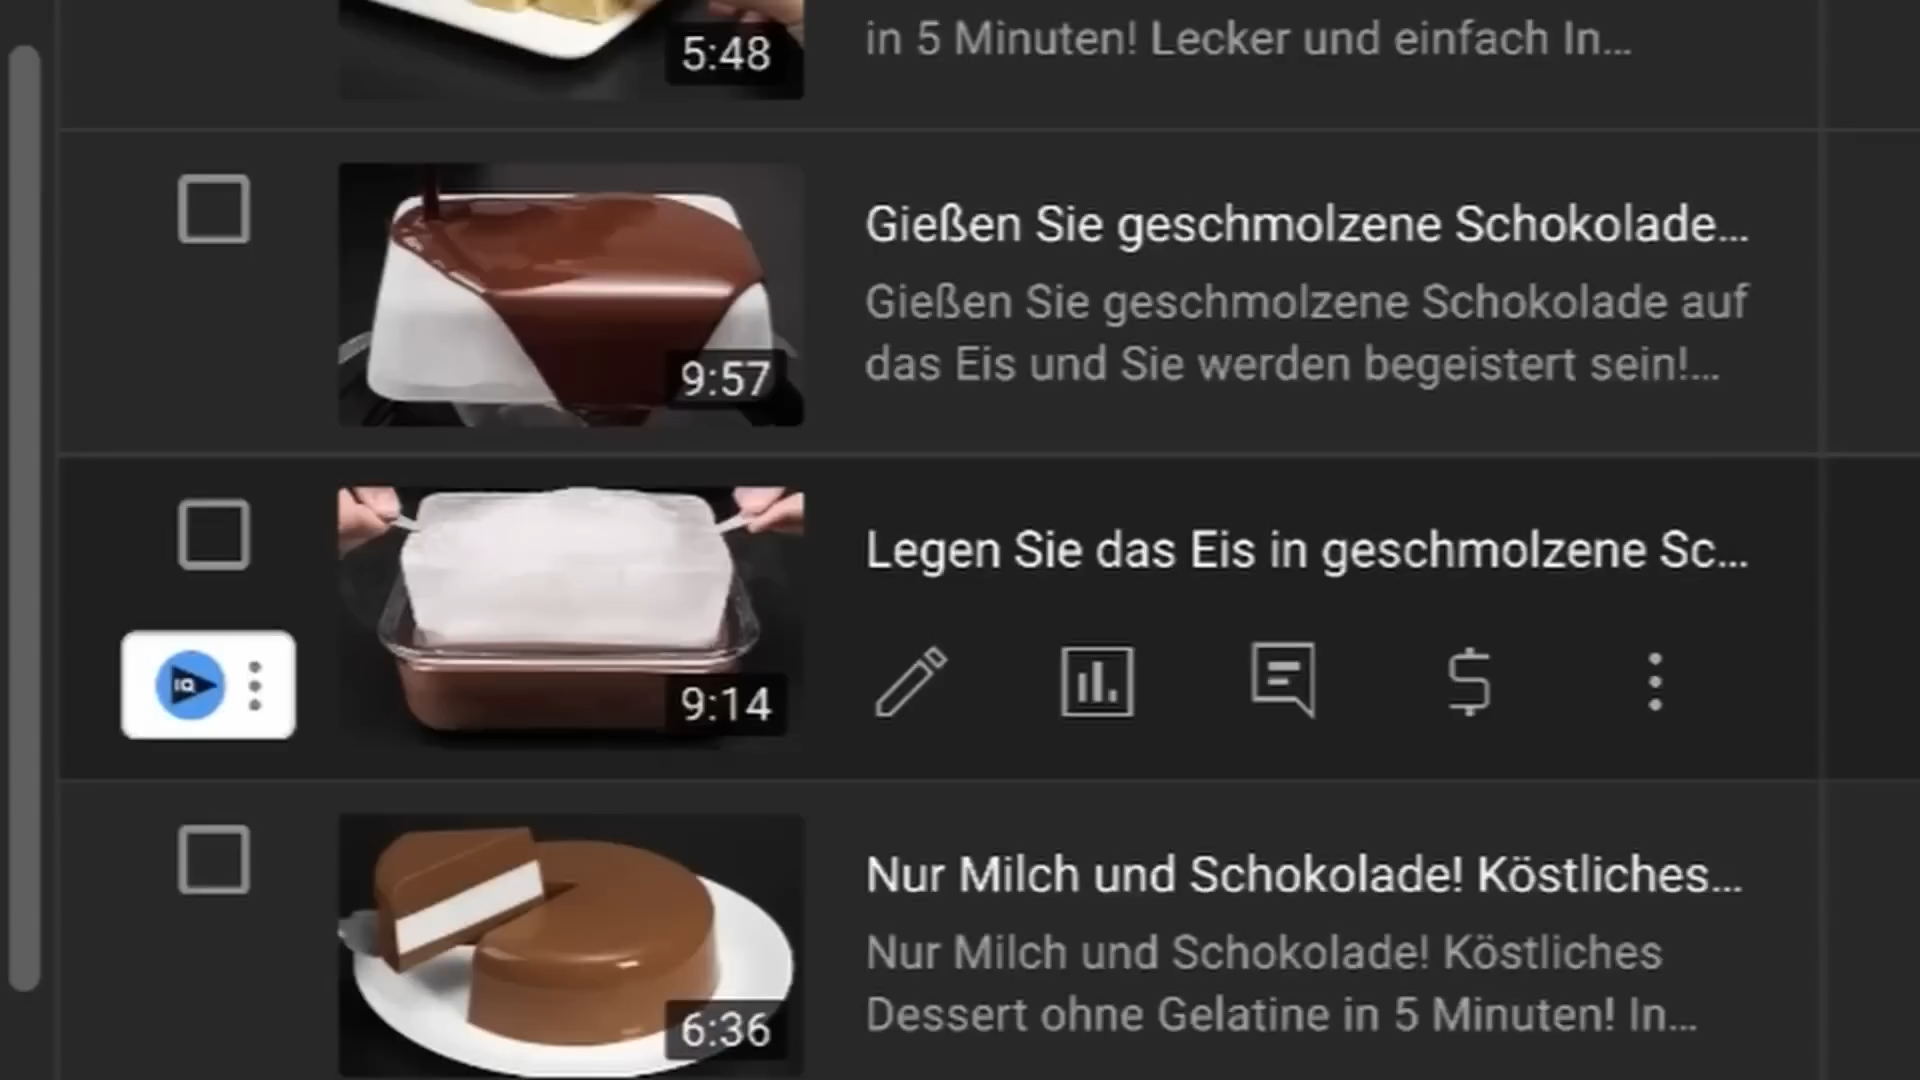 in 5 Minuten! Lecker und einfach In...
5:48
Gießen Sie geschmolzene Schokolade...
Gießen Sie geschmolzene Schokolade auf
das Eis und Sie werden begeistert sein!...
9:57
Legen Sie das Eis in geschmolzene Sc...
IQ
9:14
Nur Milch und Schokolade! Köstliches...
Nur Milch und Schokolade! Köstliches
Dessert ohne Gelatine in 5 Minuten! In...
6:36